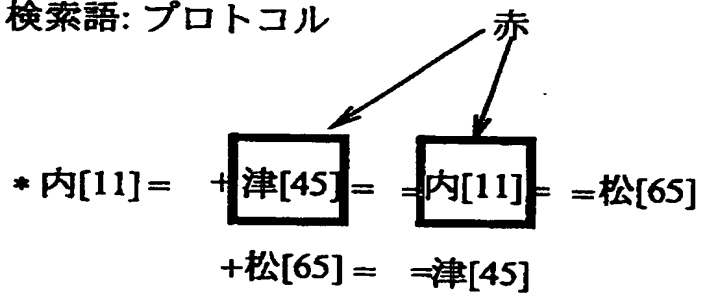 検索語: プロトコル
赤
* 内[11]= +津[45]= =内[11]= =松[65]
+松[65]= =津[45]